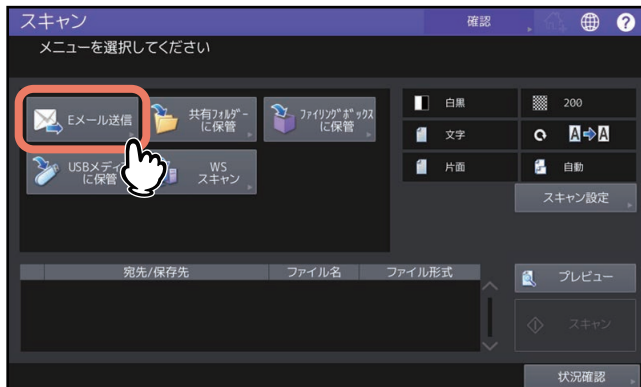 スキャン
確認
?
メニューを選択してください
Eメール送信
共有フォルダー
に保管
ファイリングボックス
に保管
USBメディ
に保管
WS
スキャン
白黒
200
文字
A A
片面
自動
スキャン設定
宛先/保存先
ファイル名
ファイル形式
プレビュー
スキャン
状況確認